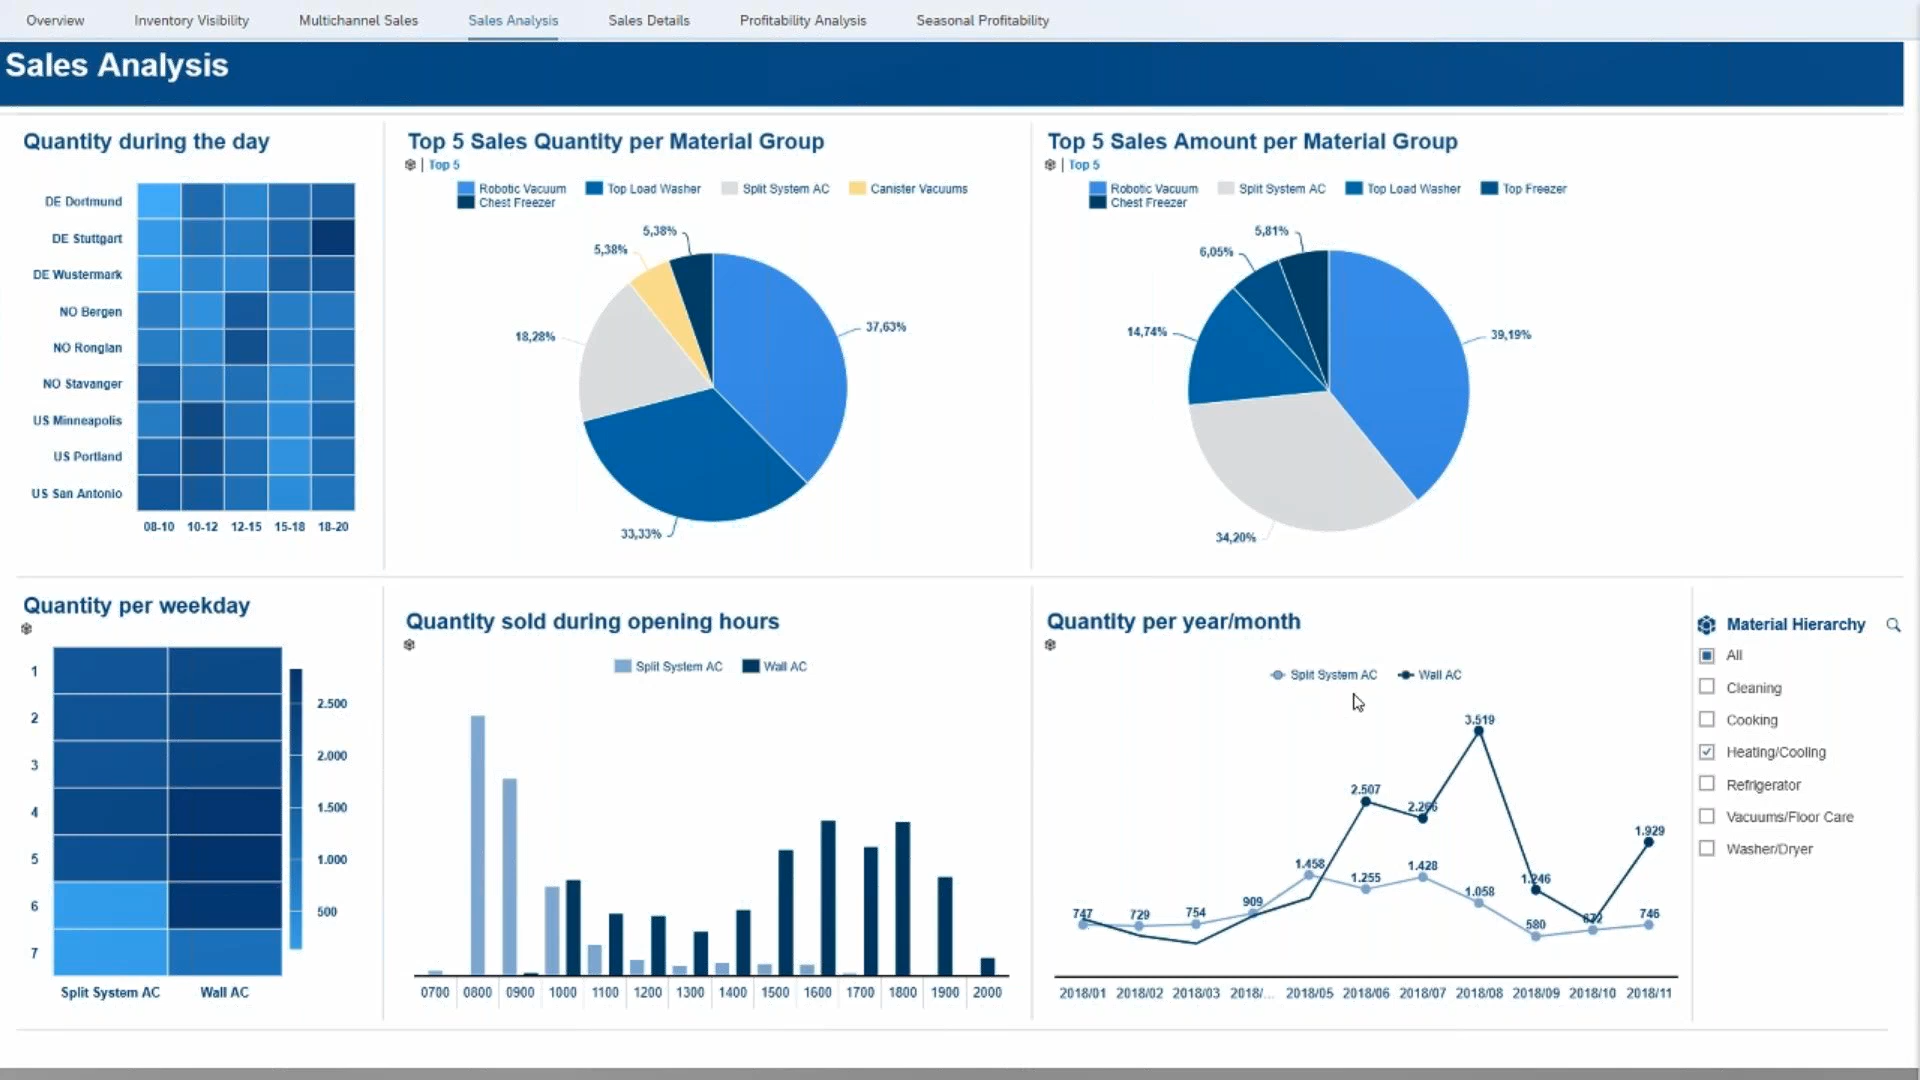 Overview Inventory Visibility Multichannel Sales Sales Analysis Sales Details Profitability Analysis Seasonal Profitability
Sales Analysis
Quantity during the day
DE Dortmund
DE Stuttgart
DE Wustermark
NO Bergen
NO Ronglan
NO Stavanger
US Minneapolis
US Portland
US San Antonio
08-10 10-12 12-15 15-18 18-20
Top 5 Sales Quantity per Material Group
| Top 5
Robotic Vacuum Top Load Washer Split System AC Canister Vacuums
Chest Freezer
5,38%
5,38%
37,63%
18,28%
33,33%
Top 5 Sales Amount per Material Group
| Top 5
Robotic Vacuum Split System AC Top Load Washer Top Freezer
Chest Freezer
5,81%
6,05%
14,74%
39,19%
34,20%
Quantity per weekday
1
2
3
4
5
6
7
2.500
2.000
1.500
1.000
500
Split System AC Wall AC
Quantity sold during opening hours
Split System AC Wall AC
0700 0800 0900 1000 1100 1200 1300 1400 1500 1600 1700 1800 1900 2000
Quantity per year/month
Split System AC Wall AC
3.519
2.507
2.266
1.929
1.458
1.255
1.428
1.058
1.246
909
747
729
754
580
672
746
2018/01 2018/02 2018/03 2018/... 2018/05 2018/06 2018/07 2018/08 2018/09 2018/10 2018/11
Material Hierarchy
All
Cleaning
Cooking
Heating/Cooling
Refrigerator
Vacuums/Floor Care
Washer/Dryer